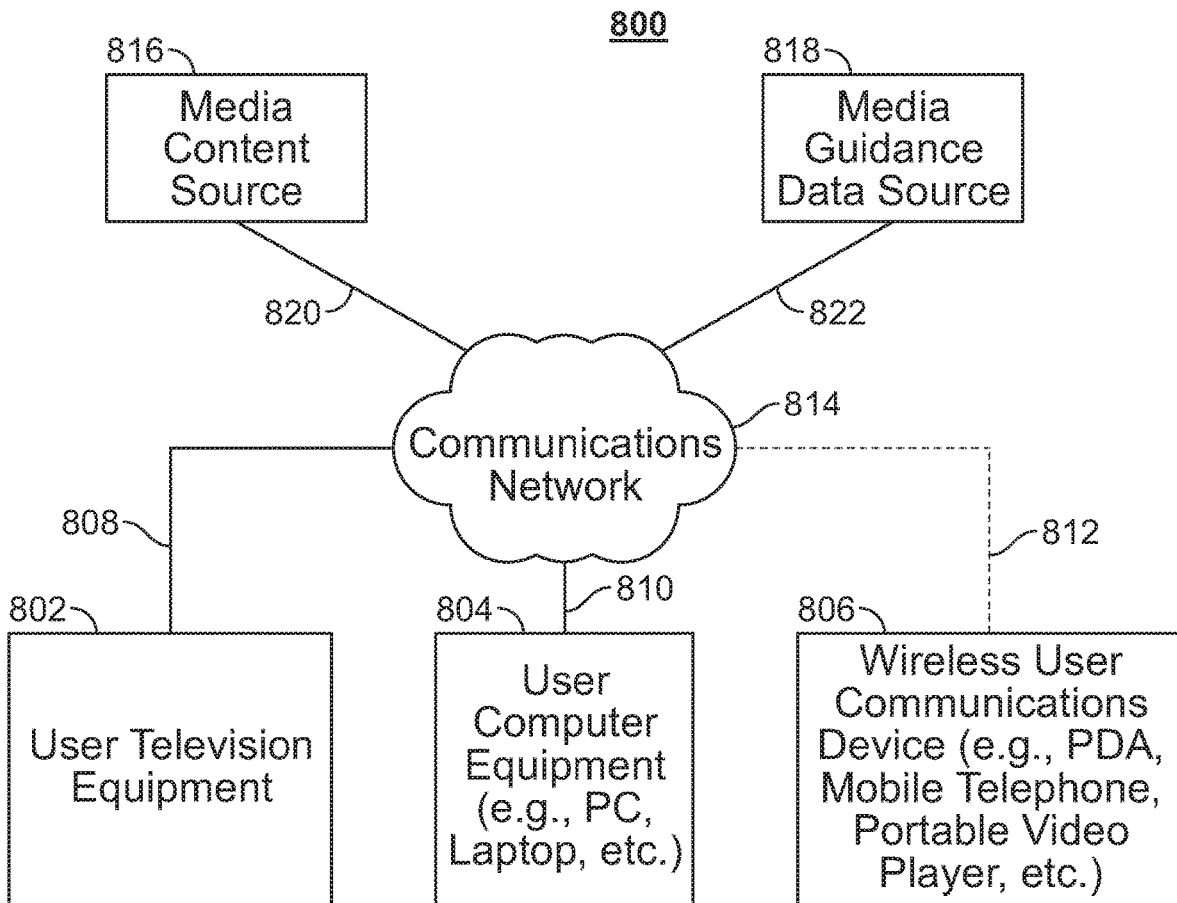 800
816
Media
Content
Source
818
Media
Guidance
Data Source
820
822
814
Communications
Network
808
812
810
802
User Television
Equipment
804
User
Computer
Equipment
(e.g., PC,
Laptop, etc.)
806
Wireless User
Communications
Device (e.g., PDA,
Mobile Telephone,
Portable Video
Player, etc.)